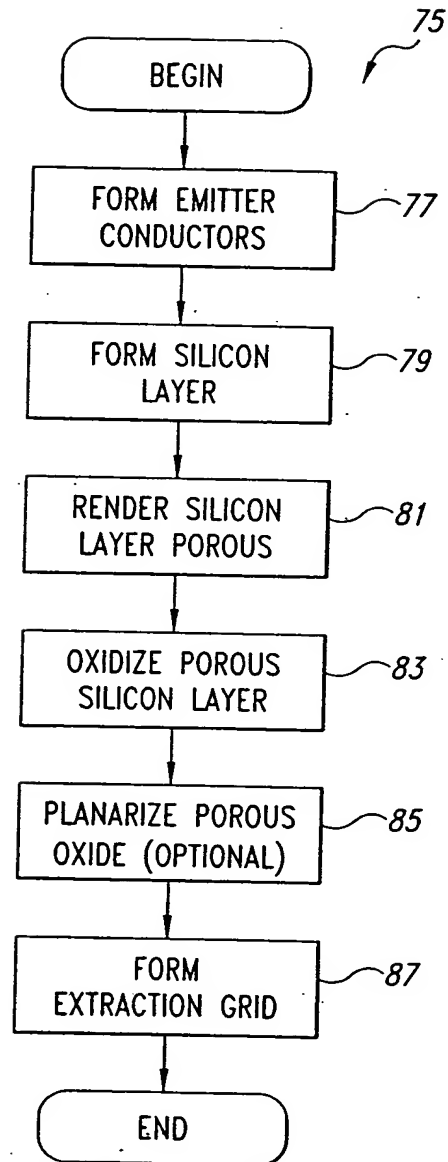 75
BEGIN
FORM EMITTER
CONDUCTORS
77
FORM SILICON
LAYER
79
RENDER SILICON
LAYER POROUS
81
OXIDIZE POROUS
SILICON LAYER
83
PLANARIZE POROUS
OXIDE (OPTIONAL)
85
FORM
EXTRACTION GRID
87
END